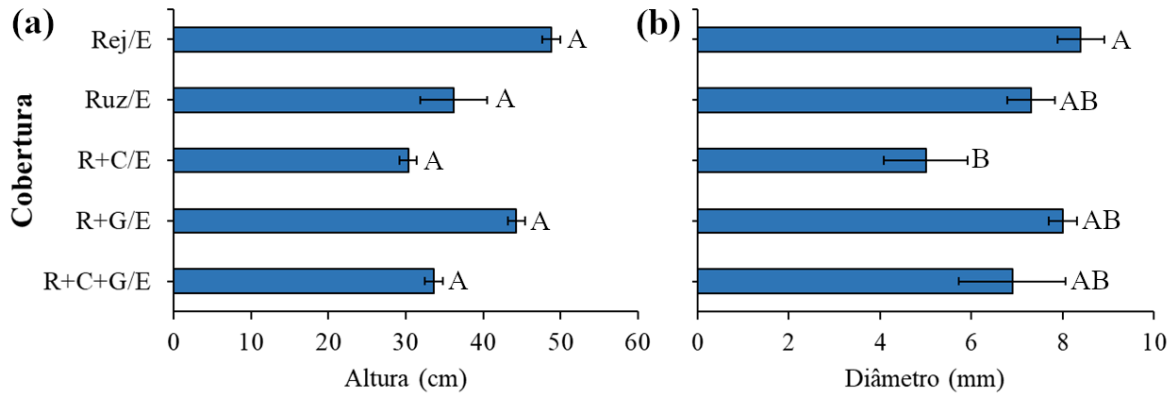 (a)
Cobertura
Rej/E
A
Ruz/E
A
R+C/E
A
R+G/E
A
R+C+G/E
A
0 10 20 30 40 50 60
Altura (cm)
(b)
A
AB
B
AB
AB
0 2 4 6 8 10
Diâmetro (mm)